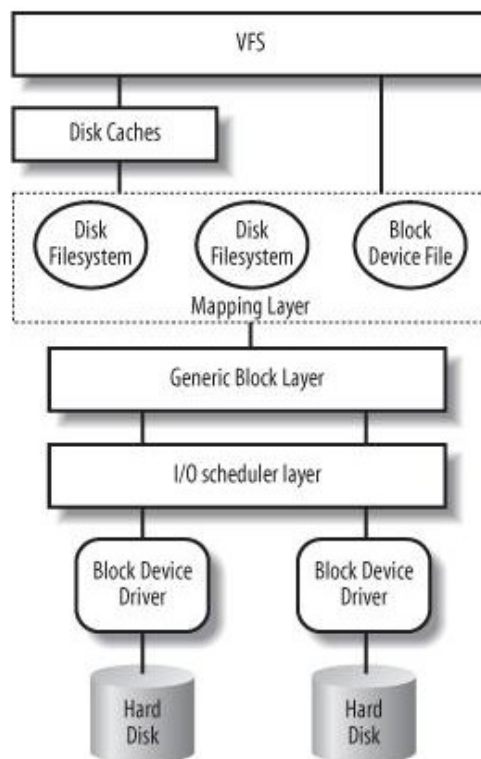 VFS
Disk Caches
Disk
Filesystem
Disk
Filesystem
Block
Device File
Mapping Layer
Generic Block Layer
I/O scheduler layer
Block Device
Driver
Block Device
Driver
Hard
Disk
Hard
Disk